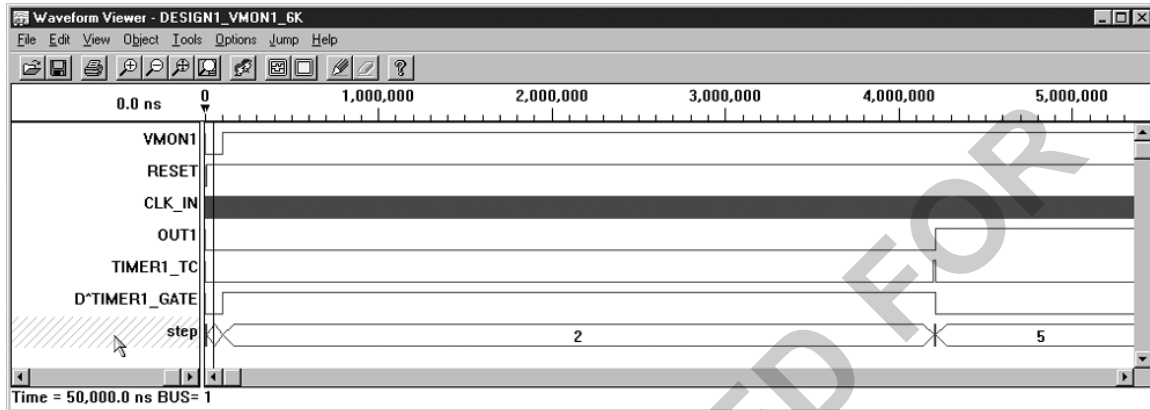 Waveform Viewer - DESIGN1_VMON1_6K
File Edit View Object Tools Options Jump Help
0.0 ns 0 1,000,000 2,000,000 3,000,000 4,000,000 5,000,000
VMON1
RESET
CLK_IN
OUT1
TIMER1_TC
D^TIMER1_GATE
step 2 5
Time = 50,000.0 ns BUS= 1
ED FOR